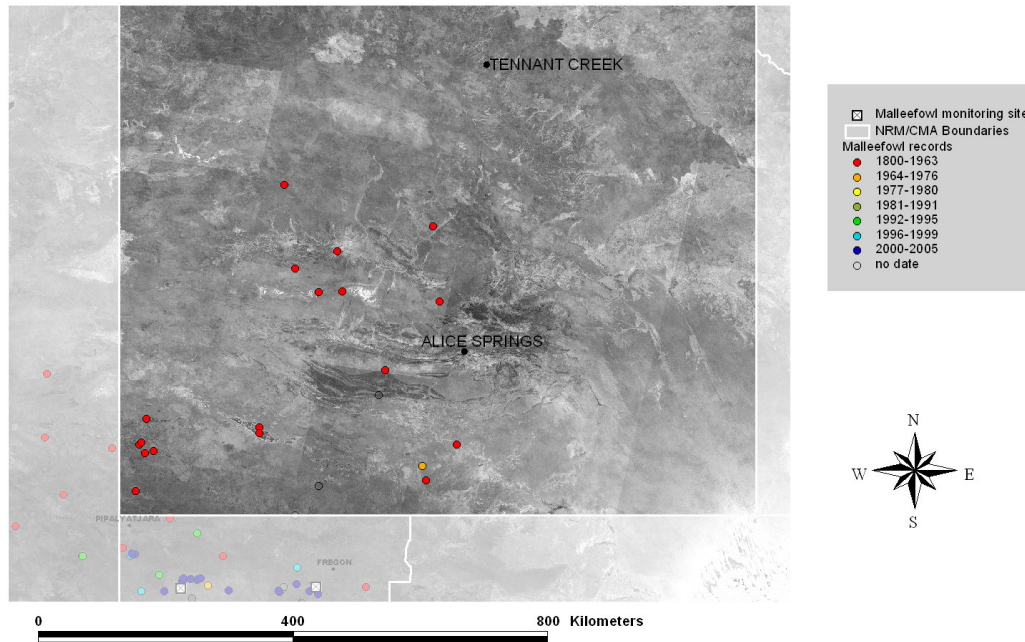 TENNANT CREEK
ALICE SPRINGS
PIPALYATJARA
FREGON
Malleefowl monitoring site
NRM/CMA Boundaries
Malleefowl records
1800-1963
1964-1976
1977-1980
1981-1991
1992-1995
1996-1999
2000-2005
no date
N
W E
S
0 400 800 Kilometers